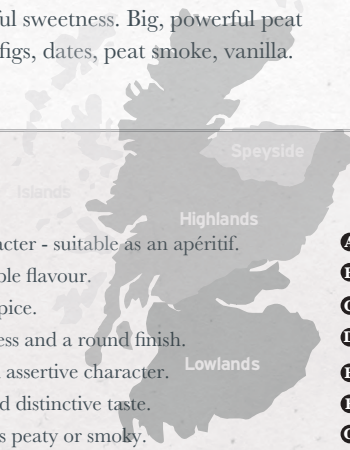 ul sweetness. Big, powerful peat
figs, dates, peat smoke, vanilla.
Speyside
Islands
Highlands
acter - suitable as an apéritif.
ble flavour.
pice.
ess and a round finish.
Lowlands
assertive character.
d distinctive taste.
s peaty or smoky.